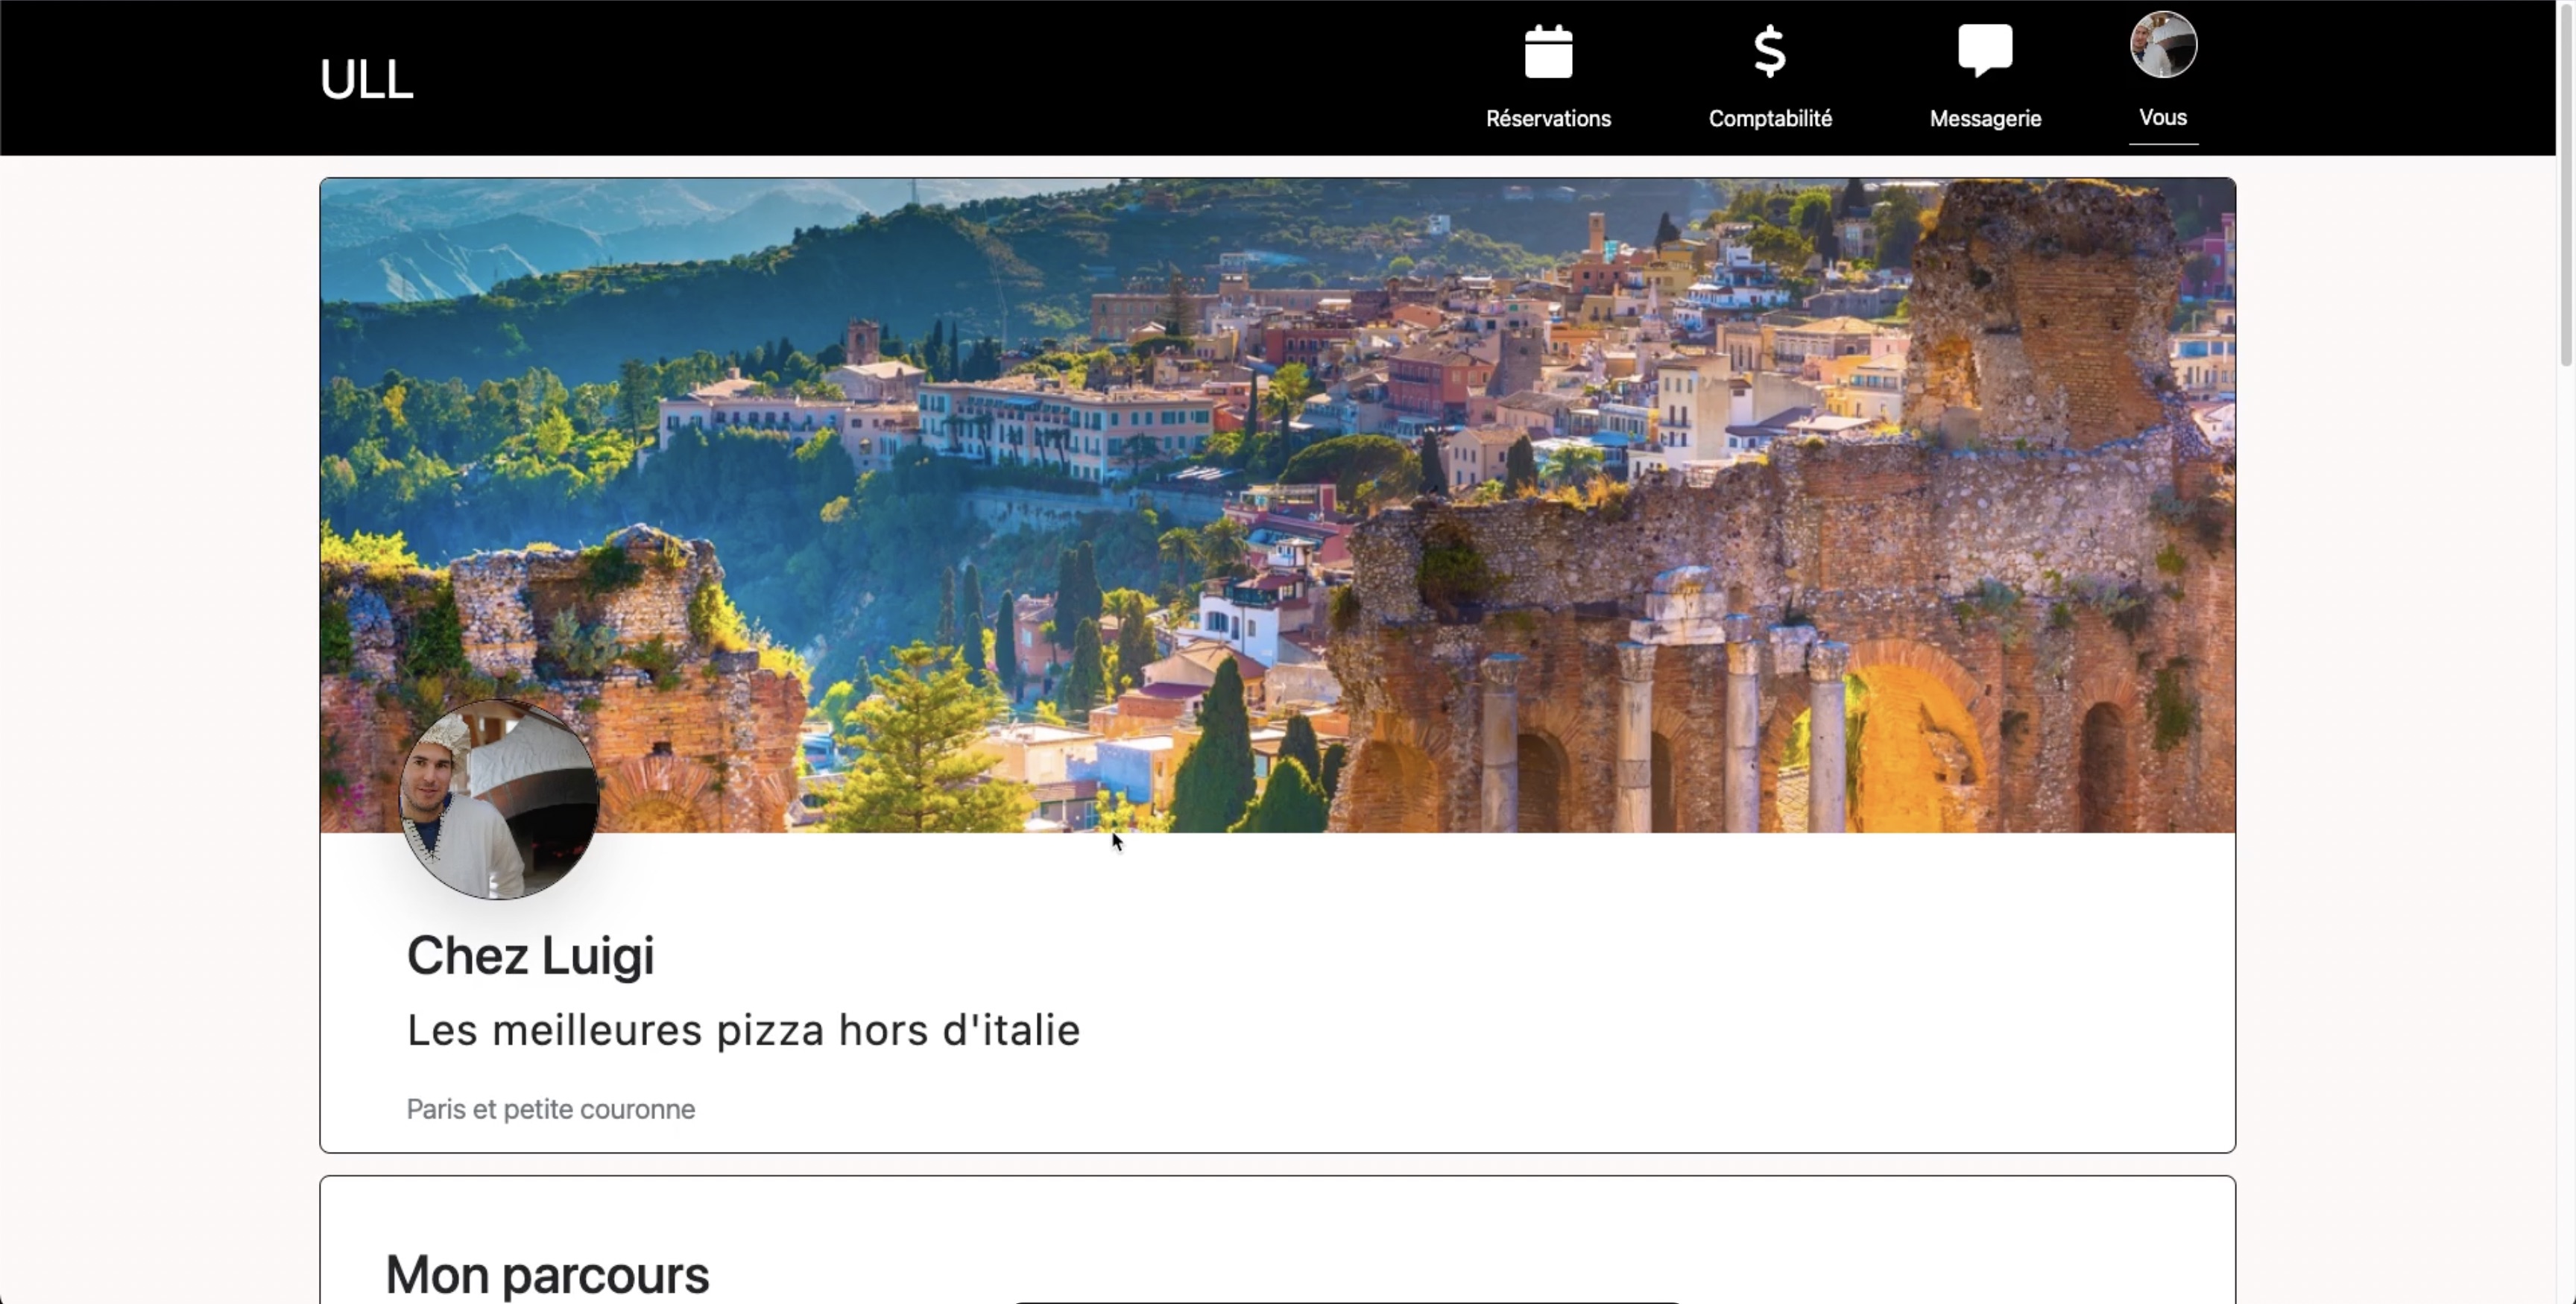 ULL
Réservations
Comptabilité
Messagerie
Vous
Chez Luigi
Les meilleures pizza hors d'italie
Paris et petite couronne
Mon parcours